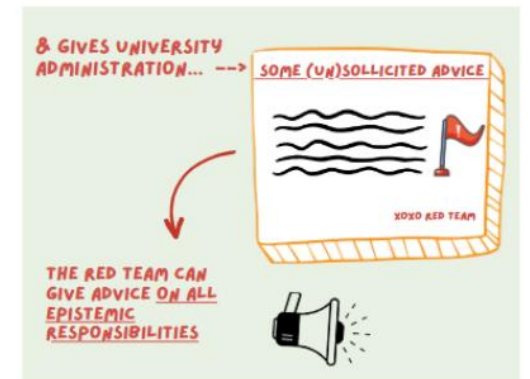 & GIVES UNIVERSITY
ADMINISTRATION... -->
SOME (UN)SOLLICITED ADVICE
XOXO RED TEAM
THE RED TEAM CAN
GIVE ADVICE ON ALL
EPISTEMIC
RESPONSIBILITIES